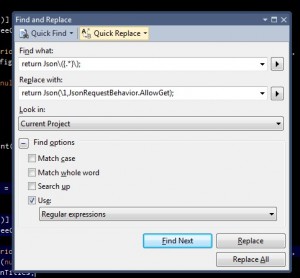 Find and Replace
Quick Find
Quick Replace
Find what:
return Json\({.*}\);
Replace with:
return Json(\1,JsonRequestBehavior.AllowGet);
Look in:
Current Project
Find options
Match case
Match whole word
Search up
Use:
Regular expressions
Find Next
Replace
Replace All